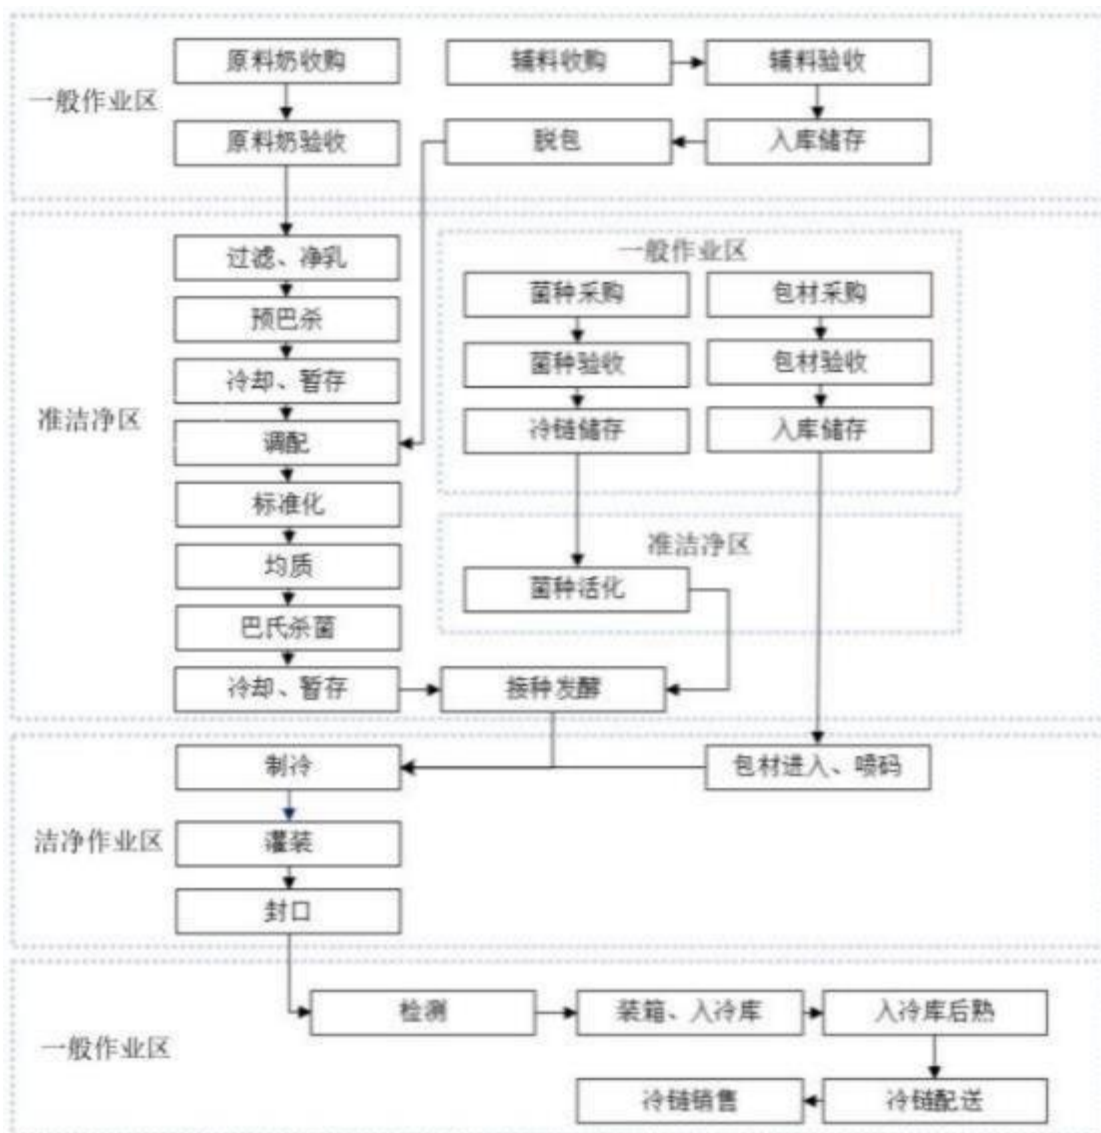 一般作业区
原料奶收购
辅料收购
辅料验收
原料奶验收
脱包
入库储存
准洁净区
过滤、净乳
预巴杀
冷却、暂存
调配
标准化
均质
巴氏杀菌
冷却、暂存
接种发酵
一般作业区
菌种采购
包材采购
菌种验收
包材验收
冷链储存
入库储存
准洁净区
菌种活化
洁净作业区
制冷
包材进入、喷码
灌装
封口
一般作业区
检测
装箱、入冷库
入冷库后熟
冷链销售
冷链配送